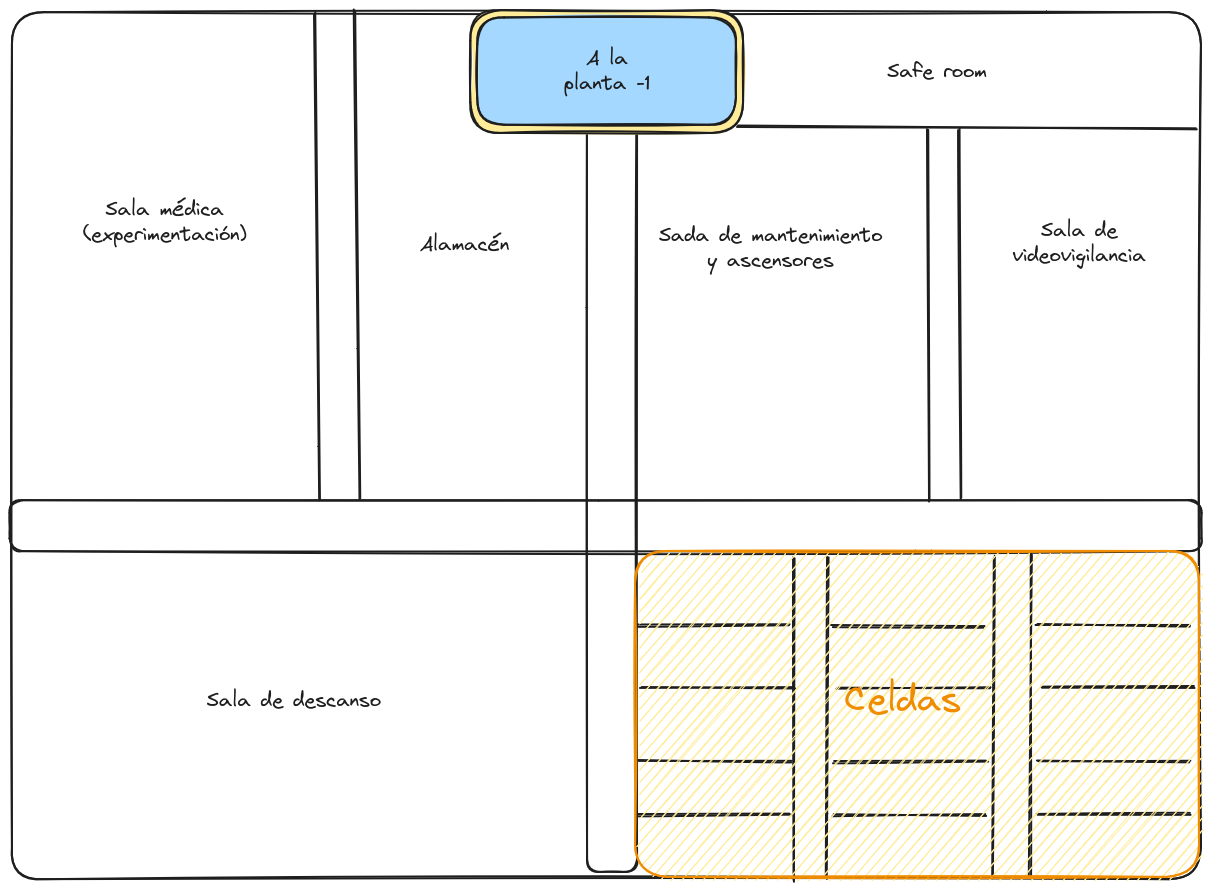 A la
planta -1
Safe room
Sala médica
(experimentación)
Alamacén
Sada de mantenimiento
y ascensores
Sala de
videovigilancia
Sala de descanso
Celdas